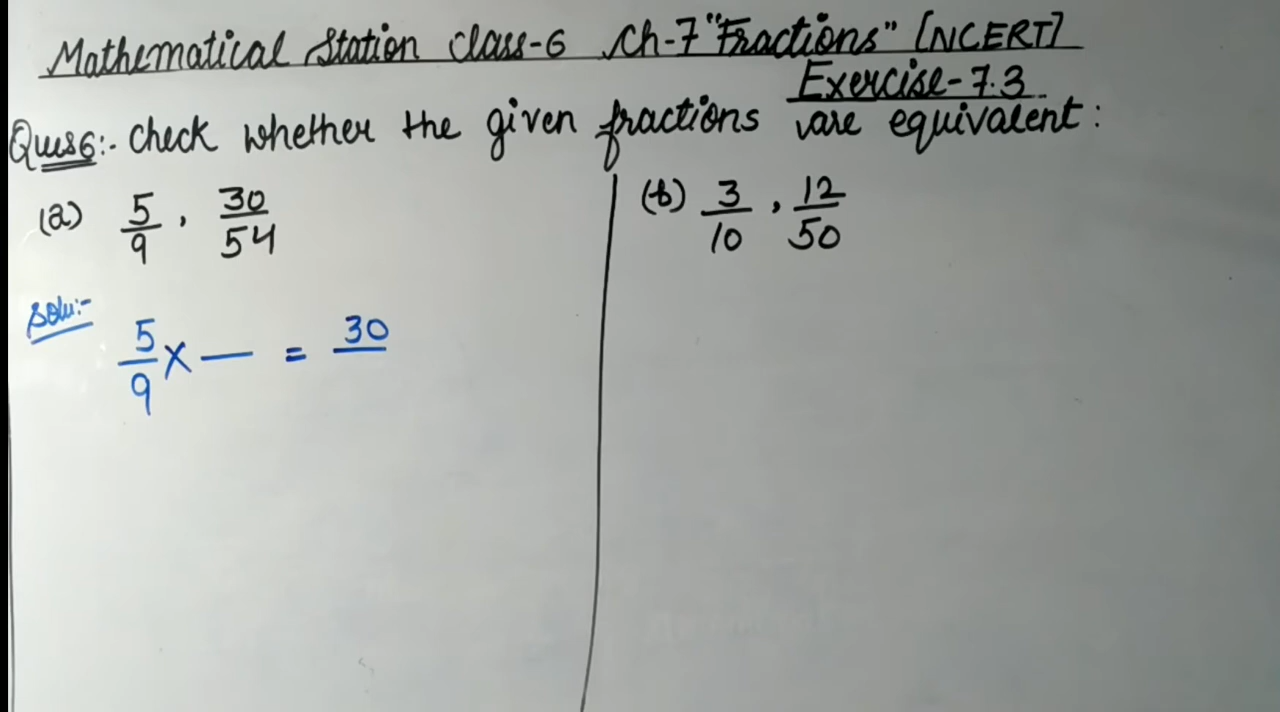 Mathematical Station Class-6 Ch-7 "Fractions" [NCERT]
Exercise-7.3
Ques6:- Check whether the given fractions are equivalent:
(a) 5/9, 30/54
(b) 3/10, 12/50
Solu:-
5/9 × — = 30/